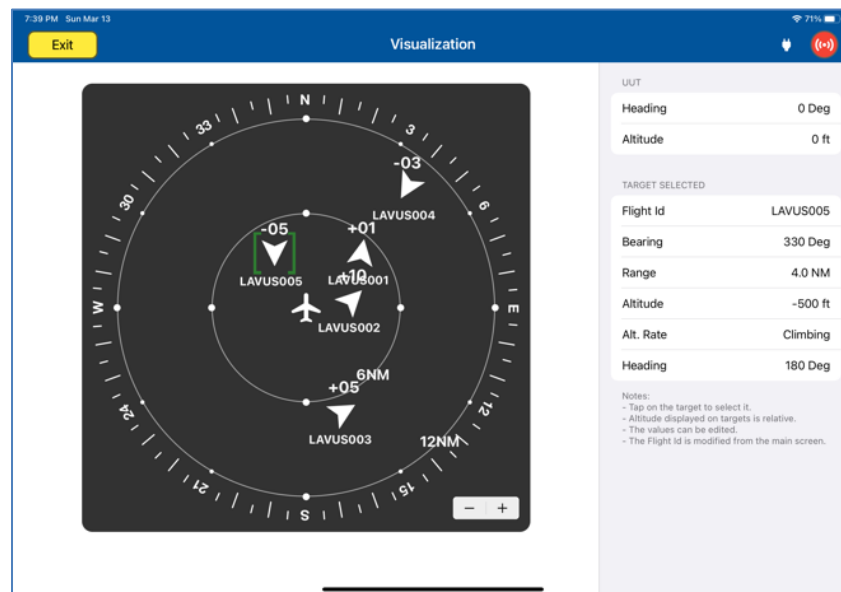 7:39 PM Sun Mar 13
71%
Exit
Visualization
N
3
6
E
12
15
S
21
24
W
30
33
-03
LAVUS004
-05
LAVUS005
+01
LAVUS001
+10
LAVUS002
6NM
+05
LAVUS003
12NM
− +
UUT
Heading 0 Deg
Altitude 0 ft
TARGET SELECTED
Flight Id LAVUS005
Bearing 330 Deg
Range 4.0 NM
Altitude -500 ft
Alt. Rate Climbing
Heading 180 Deg
Notes:
- Tap on the target to select it.
- Altitude displayed on targets is relative.
- The values can be edited.
- The Flight Id is modified from the main screen.